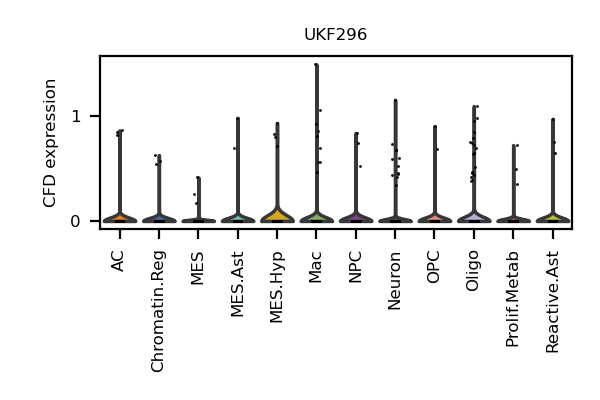 UKF296
CFD expression
1
0
AC
Chromatin.Reg
MES
MES.Ast
MES.Hyp
Mac
NPC
Neuron
OPC
Oligo
Prolif.Metab
Reactive.Ast